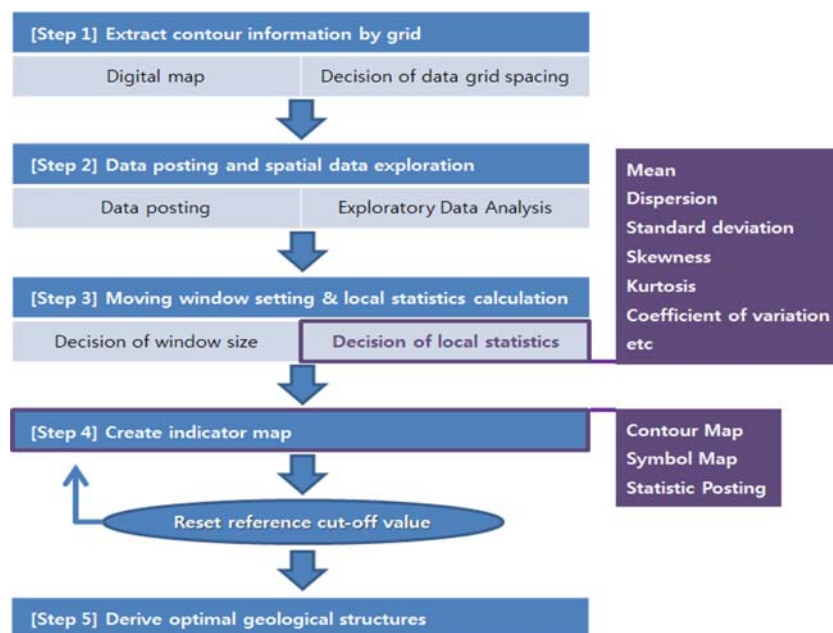 [Step 1] Extract contour information by grid
Digital map
Decision of data grid spacing
[Step 2] Data posting and spatial data exploration
Data posting
Exploratory Data Analysis
[Step 3] Moving window setting & local statistics calculation
Decision of window size
Decision of local statistics
Mean
Dispersion
Standard deviation
Skewness
Kurtosis
Coefficient of variation
etc
[Step 4] Create indicator map
Contour Map
Symbol Map
Statistic Posting
Reset reference cut-off value
[Step 5] Derive optimal geological structures